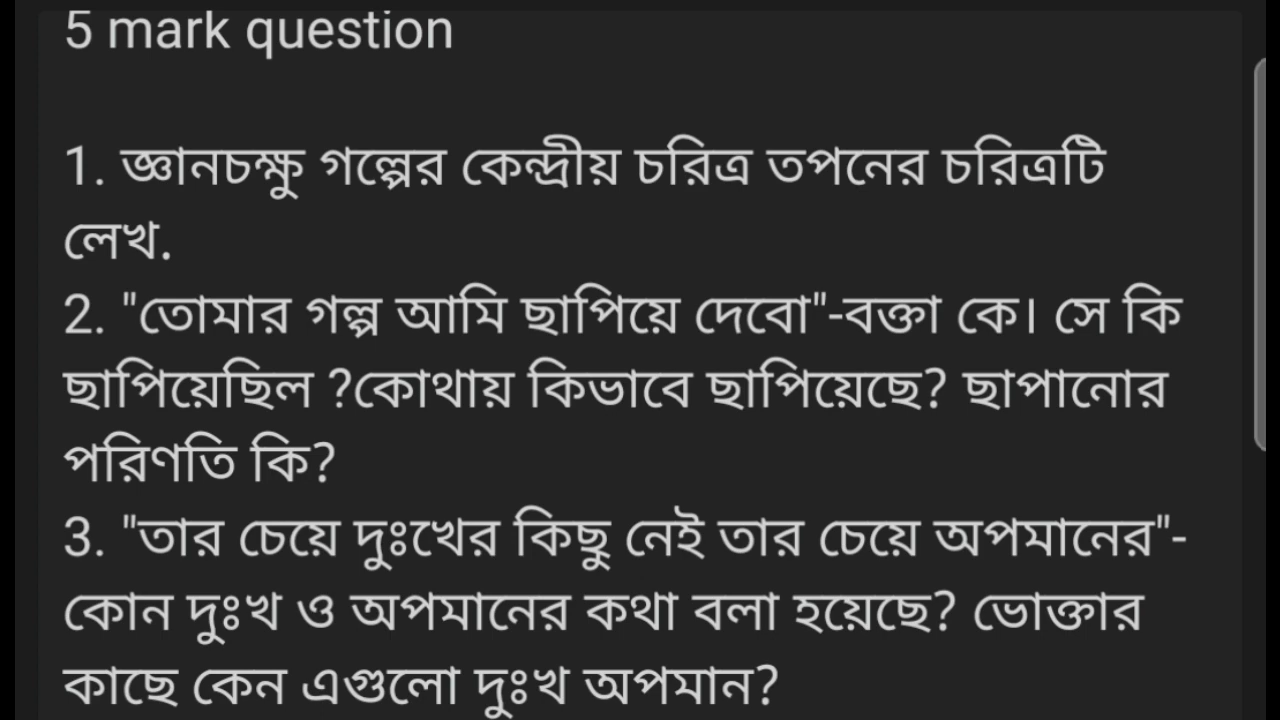 5 mark question
1. জ্ঞানচক্ষু গল্পের কেন্দ্রীয় চরিত্র তপনের চরিত্রটি
লেখ.
2. "তোমার গল্প আমি ছাপিয়ে দেবো"-বক্তা কে। সে কি
ছাপিয়েছিল ?কোথায় কিভাবে ছাপিয়েছে? ছাপানোর
পরিণতি কি?
3. "তার চেয়ে দুঃখের কিছু নেই তার চেয়ে অপমানের"-
কোন দুঃখ ও অপমানের কথা বলা হয়েছে? ভোক্তার
কাছে কেন এগুলো দুঃখ অপমান?